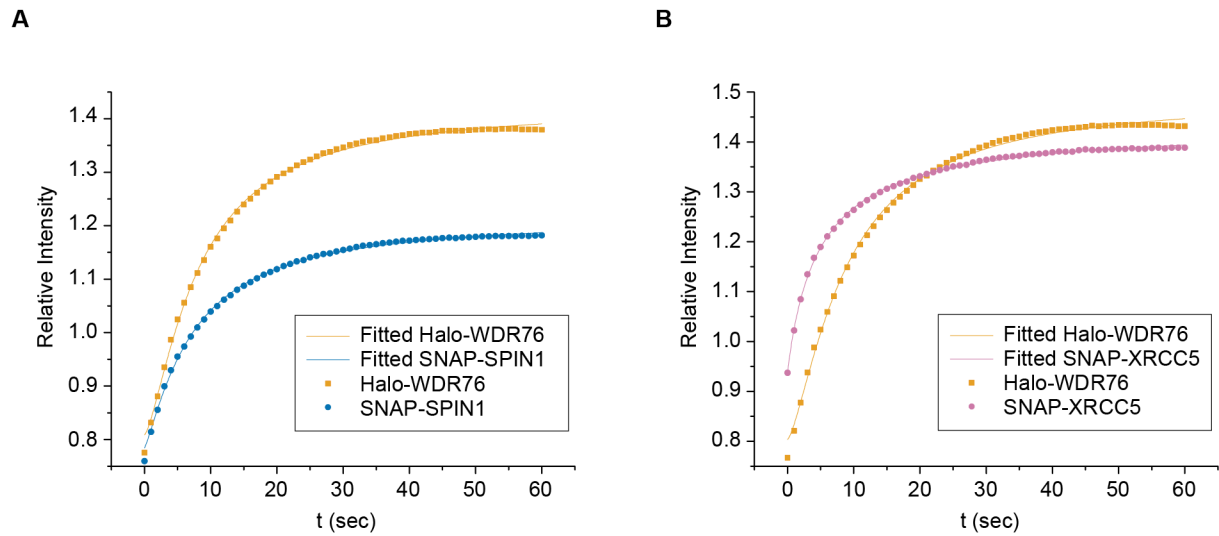 A
Relative Intensity
1.4
1.3
1.2
1.1
1.0
0.9
0.8
0
10
20
30
40
50
60
t (sec)
Fitted Halo-WDR76
Fitted SNAP-SPIN1
Halo-WDR76
SNAP-SPIN1
B
Relative Intensity
1.5
1.4
1.3
1.2
1.1
1.0
0.9
0.8
0
10
20
30
40
50
60
t (sec)
Fitted Halo-WDR76
Fitted SNAP-XRCC5
Halo-WDR76
SNAP-XRCC5